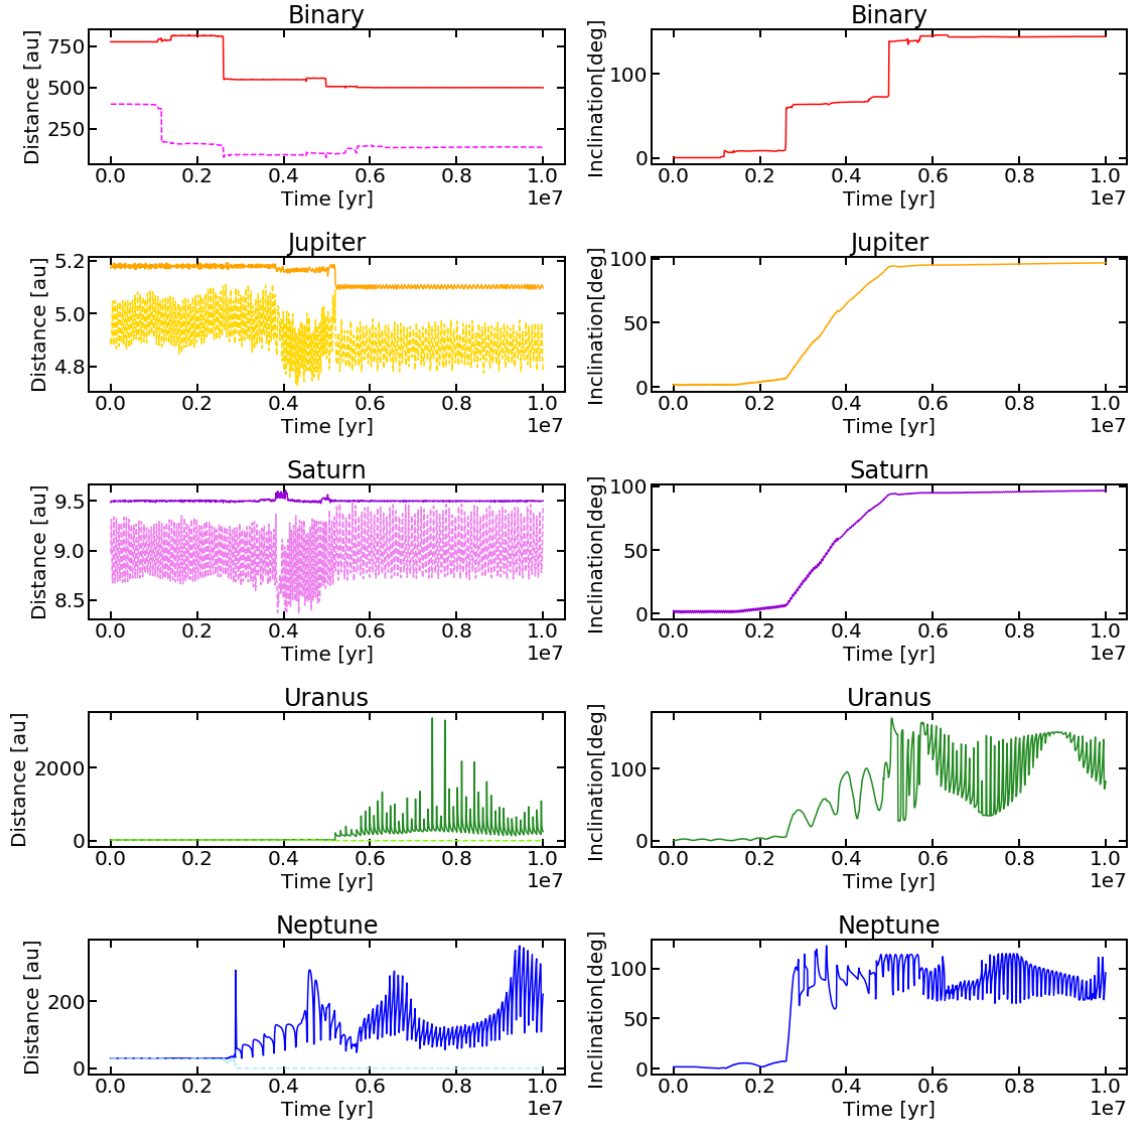 Binary
Distance [au]
750
500
250
0.0 0.2 0.4 0.6 0.8 1.0
Time [yr]
1e7
Binary
Inclination[deg]
100
0
0.0 0.2 0.4 0.6 0.8 1.0
Time [yr]
1e7
Jupiter
Distance [au]
5.2
5.0
4.8
0.0 0.2 0.4 0.6 0.8 1.0
Time [yr]
1e7
Jupiter
Inclination[deg]
100
50
0
0.0 0.2 0.4 0.6 0.8 1.0
Time [yr]
1e7
Saturn
Distance [au]
9.5
9.0
8.5
0.0 0.2 0.4 0.6 0.8 1.0
Time [yr]
1e7
Saturn
Inclination[deg]
100
50
0
0.0 0.2 0.4 0.6 0.8 1.0
Time [yr]
1e7
Uranus
Distance [au]
2000
0
0.0 0.2 0.4 0.6 0.8 1.0
Time [yr]
1e7
Uranus
Inclination[deg]
100
0
0.0 0.2 0.4 0.6 0.8 1.0
Time [yr]
1e7
Neptune
Distance [au]
200
0
0.0 0.2 0.4 0.6 0.8 1.0
Time [yr]
1e7
Neptune
Inclination[deg]
100
50
0
0.0 0.2 0.4 0.6 0.8 1.0
Time [yr]
1e7